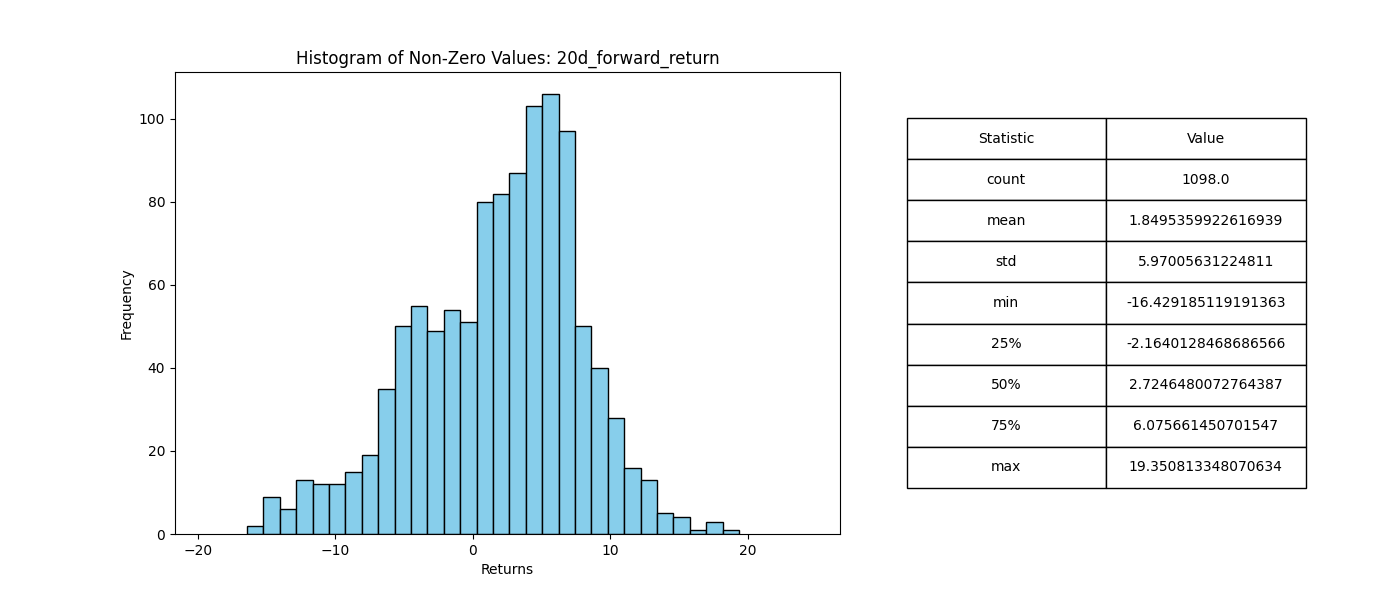 Histogram of Non-Zero Values: 20d_forward_return
Frequency
100
80
60
40
20
0
−20 −10 0 10 20
Returns
Statistic Value
count 1098.0
mean 1.8495359922616939
std 5.97005631224811
min -16.429185119191363
25% -2.1640128468686566
50% 2.7246480072764387
75% 6.075661450701547
max 19.350813348070634